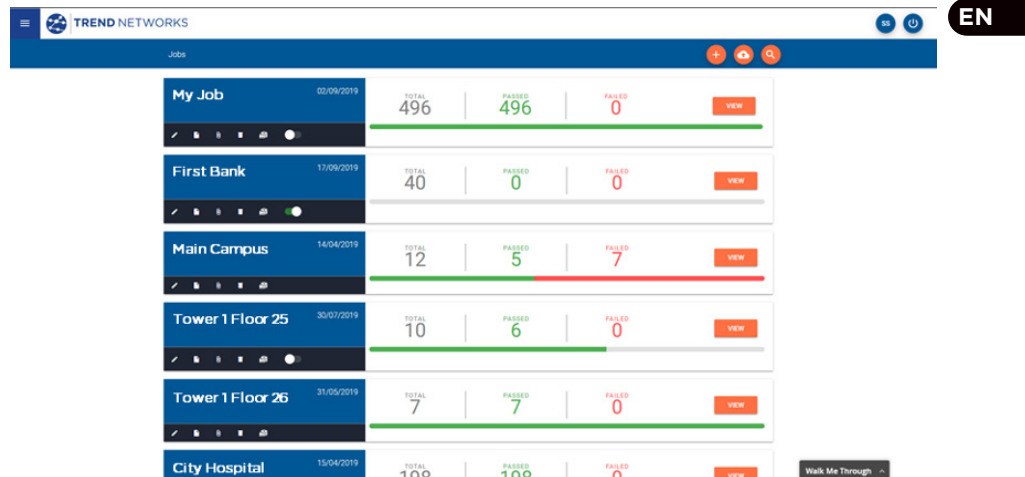 TREND NETWORKS
SS
EN
Jobs
My Job 02/09/2019
TOTAL PASSED FAILED
496 496 0 VIEW
First Bank 17/09/2019
TOTAL PASSED FAILED
40 0 0 VIEW
Main Campus 14/04/2019
TOTAL PASSED FAILED
12 5 7 VIEW
Tower 1 Floor 25 30/07/2019
TOTAL PASSED FAILED
10 6 0 VIEW
Tower 1 Floor 26 31/05/2019
TOTAL PASSED FAILED
7 7 0 VIEW
City Hospital 15/04/2019
TOTAL PASSED FAILED
198 198 0 VIEW
Walk Me Through